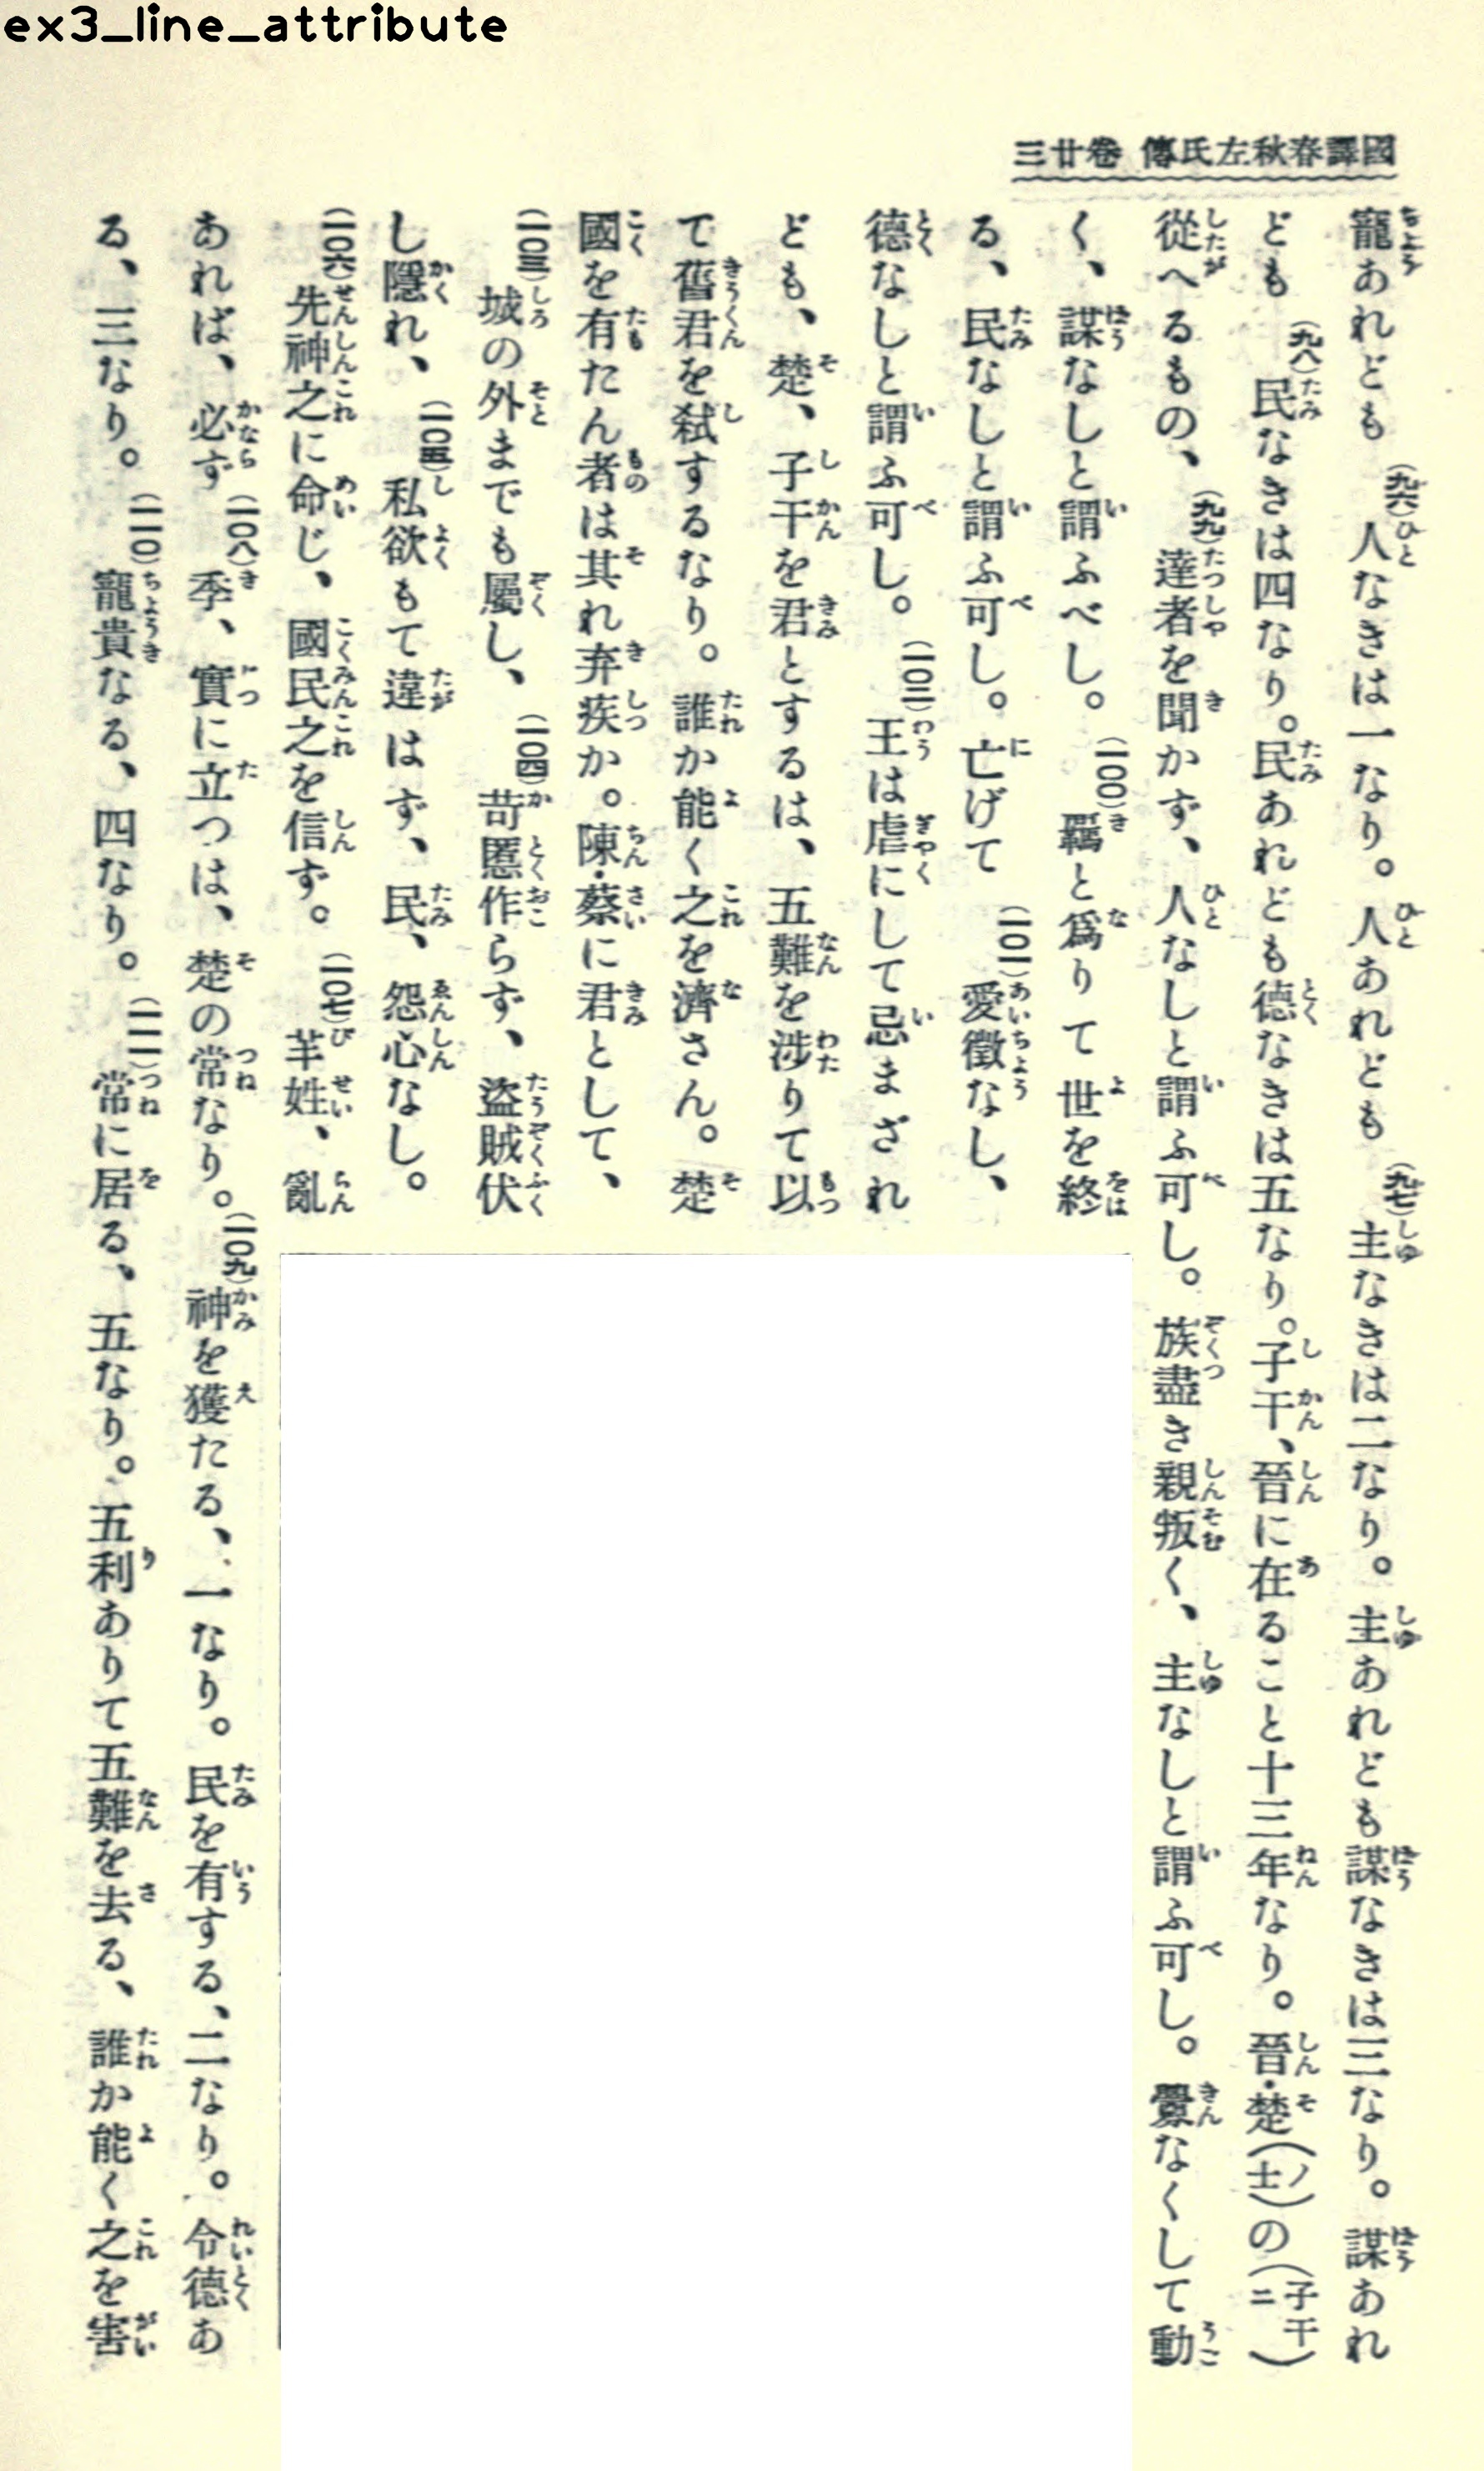 ex3_line_attribute
國譯春秋左氏傳 卷廿三
寵あれども(九六)人なきは一なり。人あれども(九七)主なきは二なり。主あれども謀なきは三なり。謀あれ
ども(九八)民なきは四なり。民あれども德なきは五なり。子干、晉に在ること十三年なり。晉・楚(ノ士)の(子干ニ)
從へるもの、(九九)達者を聞かず、人なしと謂ふ可し。族盡き親叛く、主なしと謂ふ可し。釁なくして動
く、謀なしと謂ふべし。(一〇〇)羈と爲りて世を終
る、民なしと謂ふ可し。亡げて(一〇一)愛徵なし、
德なしと謂ふ可し。(一〇二)王は虐にして忌まざれ
ども、楚、子干を君とするは、五難を涉りて以
て舊君を弑するなり。誰か能く之を濟さん。楚
國を有たん者は其れ弃疾か。陳・蔡に君として、
(一〇三)城の外までも屬し、(一〇四)苛慝作らず、盜賊伏
し隱れ、(一〇五)私欲もて違はず、民、怨心なし。
(一〇六)先神之に命じ、國民之を信ず。(一〇七)羋姓、亂
あれば、必ず(一〇八)季、實に立つは、楚の常なり。(一〇九)神を獲たる、一なり。民を有する、二なり。令德あ
る、三なり。(一一〇)寵貴なる、四なり。(一一一)常に居る、五なり。五利ありて五難を去る、誰か能く之を害